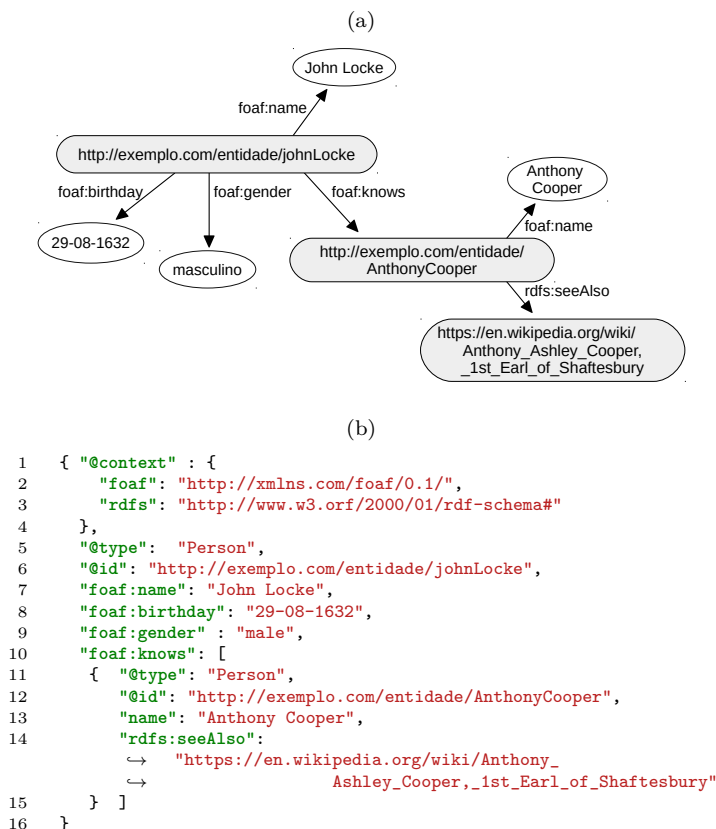 (a)
John Locke
foaf:name
http://exemplo.com/entidade/johnLocke
foaf:birthday
foaf:gender
foaf:knows
Anthony
Cooper
29-08-1632
masculino
foaf:name
http://exemplo.com/entidade/
AnthonyCooper
rdfs:seeAlso
https://en.wikipedia.org/wiki/
Anthony_Ashley_Cooper,
_1st_Earl_of_Shaftesbury
(b)
1 { "@context" : {
2 "foaf": "http://xmlns.com/foaf/0.1/",
3 "rdfs": "http://www.w3.orf/2000/01/rdf-schema#"
4 },
5 "@type": "Person",
6 "@id": "http://exemplo.com/entidade/johnLocke",
7 "foaf:name": "John Locke",
8 "foaf:birthday": "29-08-1632",
9 "foaf:gender" : "male",
10 "foaf:knows": [
11 { "@type": "Person",
12 "@id": "http://exemplo.com/entidade/AnthonyCooper",
13 "name": "Anthony Cooper",
14 "rdfs:seeAlso":
↪ "https://en.wikipedia.org/wiki/Anthony_
↪ Ashley_Cooper,_1st_Earl_of_Shaftesbury"
15 } ]
16 }